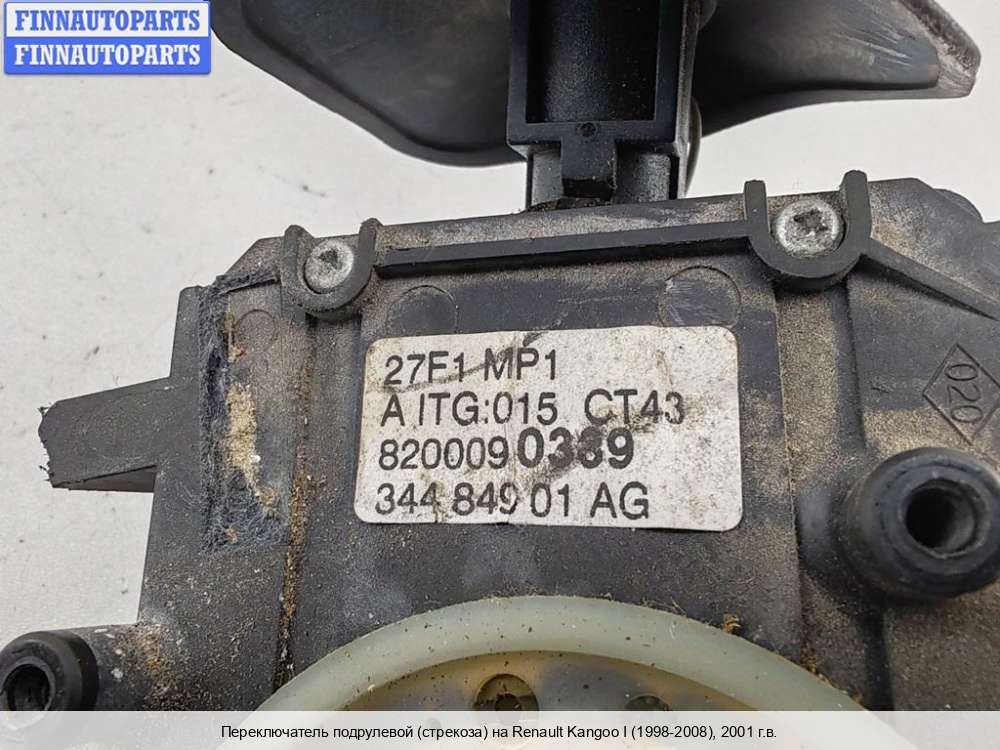 FINNAUTOPARTS
FINNAUTOPARTS
27F1 MP1
A ITG:015 CT43
8200090389
344 849 01 AG
020
Переключатель подрулевой (стрекоза) на Renault Kangoo I (1998-2008), 2001 г.в.